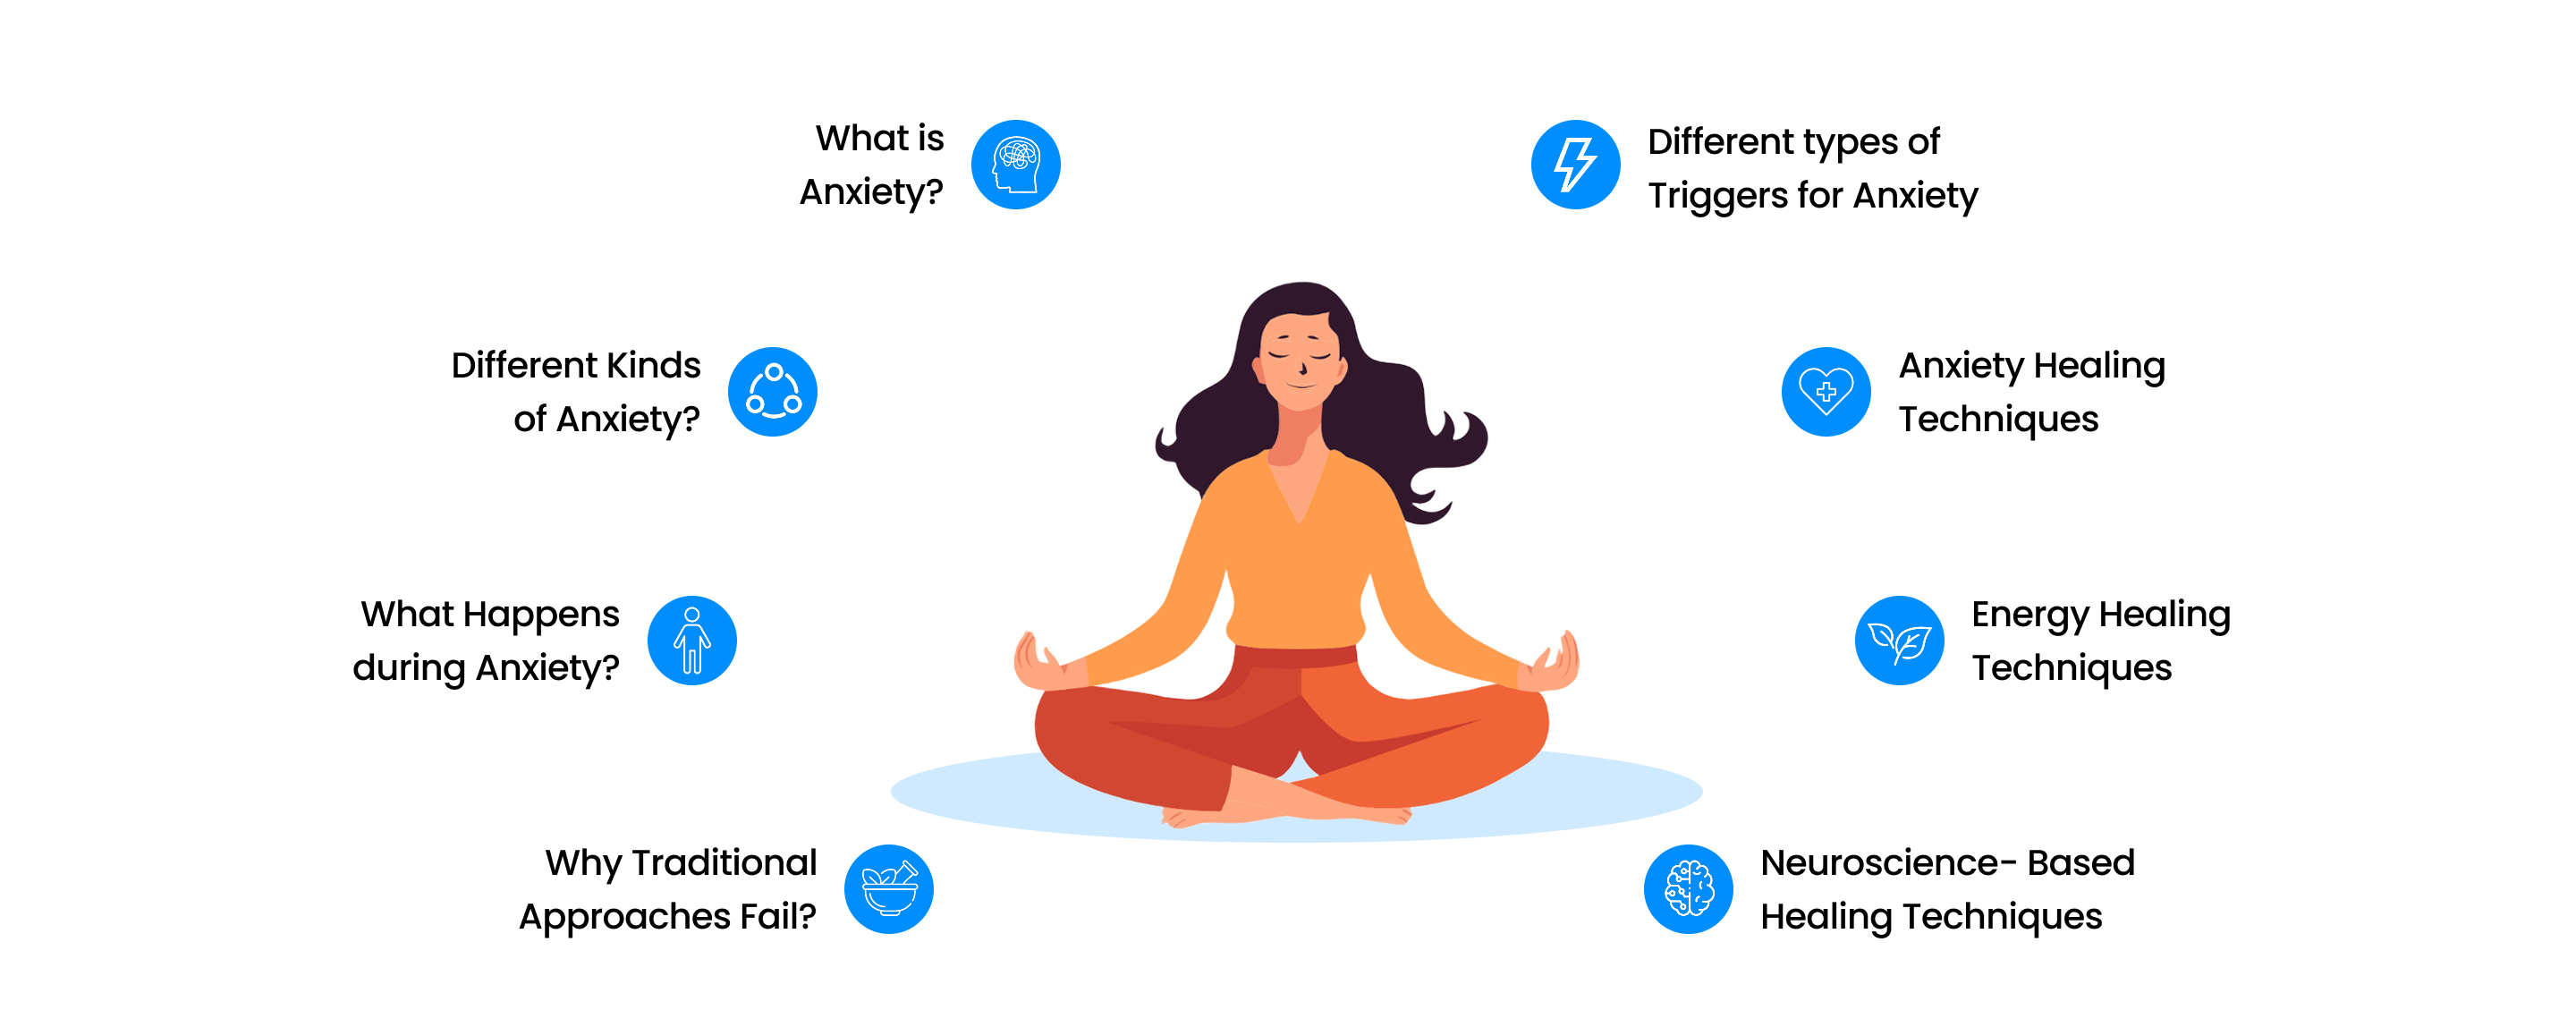 What is
Anxiety?
Different Kinds
of Anxiety?
What Happens
during Anxiety?
Why Traditional
Approaches Fail?
Different types of
Triggers for Anxiety
Anxiety Healing
Techniques
Energy Healing
Techniques
Neuroscience- Based
Healing Techniques